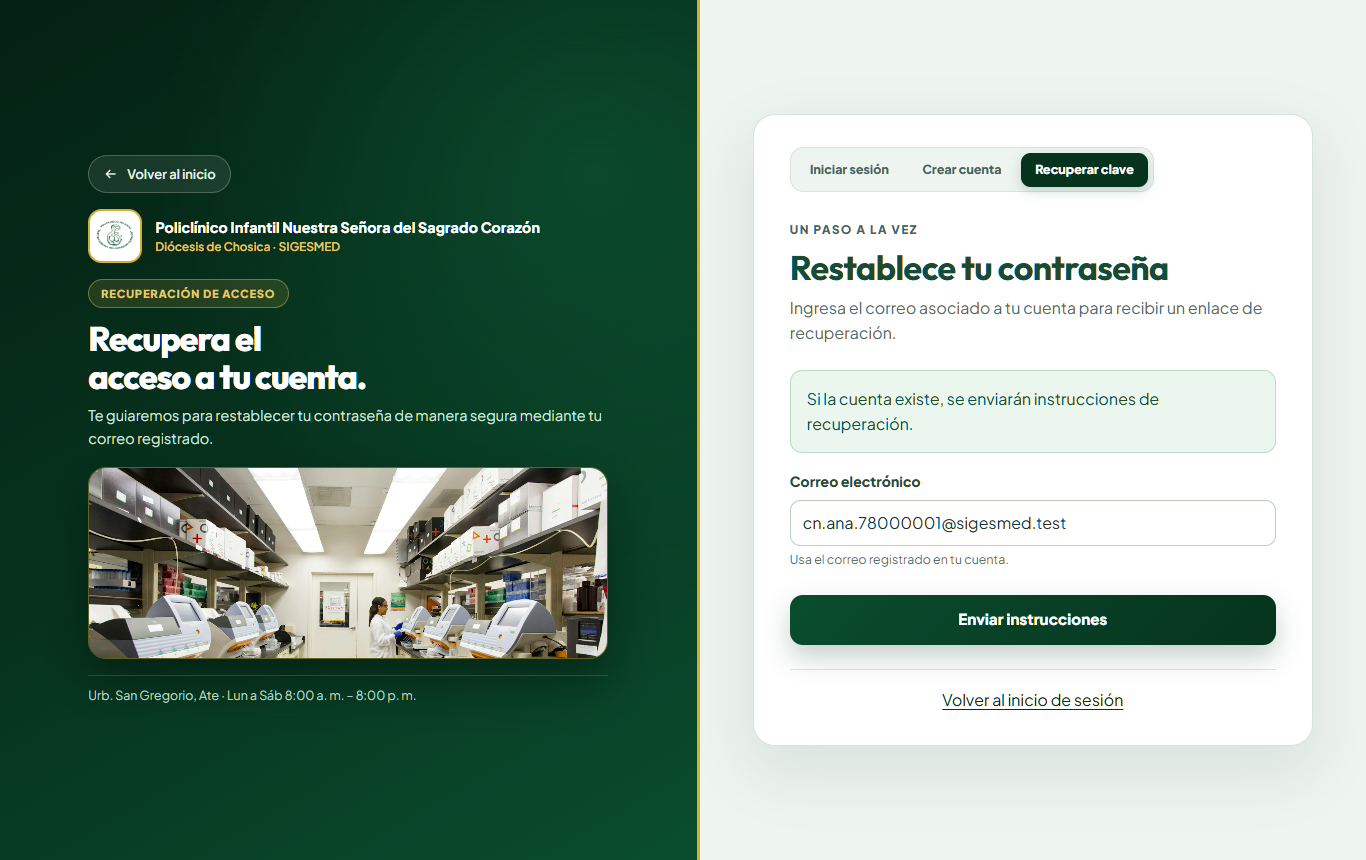 Volver al inicio
Policlínico Infantil Nuestra Señora del Sagrado Corazón
Diócesis de Chosica · SIGESMED
RECUPERACIÓN DE ACCESO
Recupera el
acceso a tu cuenta.
Te guiaremos para restablecer tu contraseña de manera segura mediante tu
correo registrado.
Urb. San Gregorio, Ate · Lun a Sáb 8:00 a. m. – 8:00 p. m.
Iniciar sesión
Crear cuenta
Recuperar clave
UN PASO A LA VEZ
Restablece tu contraseña
Ingresa el correo asociado a tu cuenta para recibir un enlace de
recuperación.
Si la cuenta existe, se enviarán instrucciones de
recuperación.
Correo electrónico
cn.ana.78000001@sigesmed.test
Usa el correo registrado en tu cuenta.
Enviar instrucciones
Volver al inicio de sesión